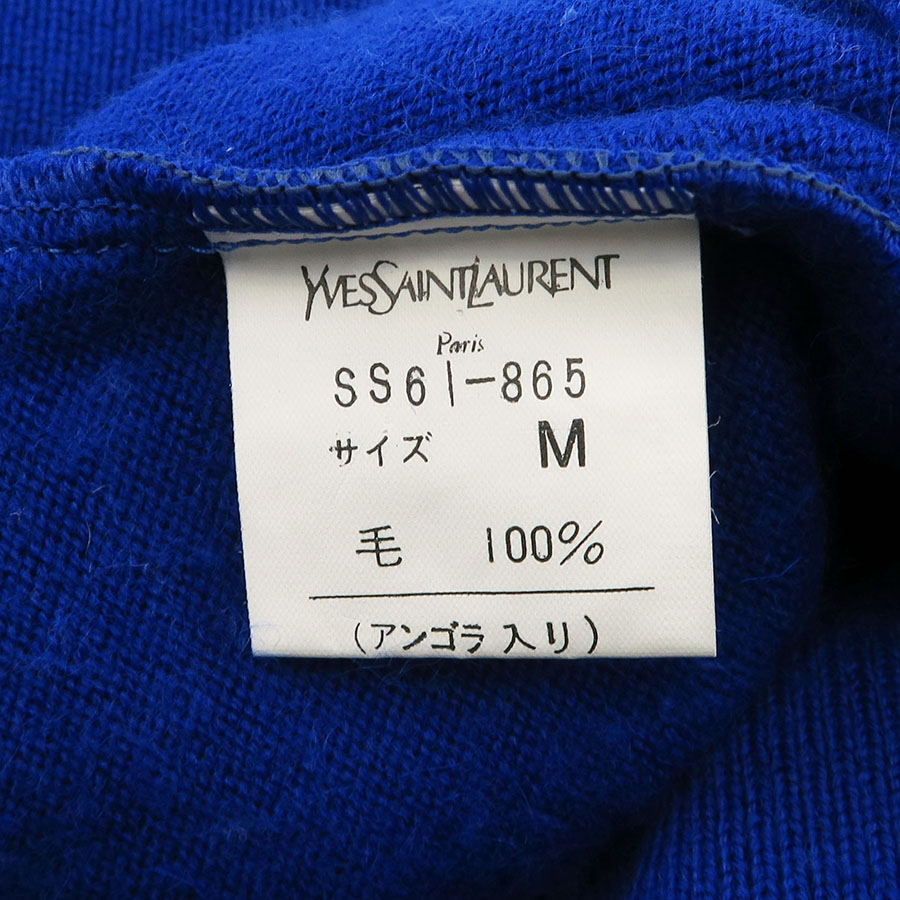 YVESSAINTLAURENT
Paris
SS61-865
サイズ M
毛 100%
(アンゴラ入り)